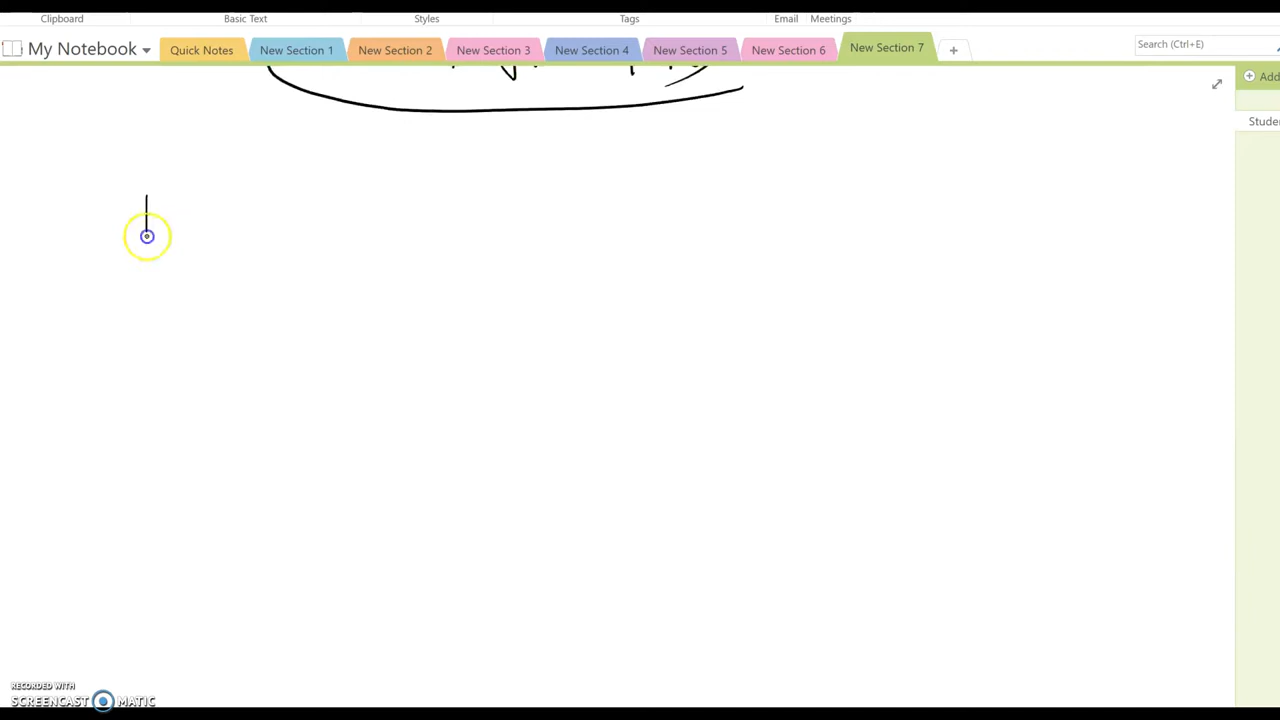 Clipboard Basic Text Styles Tags Email Meetings
My Notebook Quick Notes New Section 1 New Section 2 New Section 3 New Section 4 New Section 5 New Section 6 New Section 7 + Search (Ctrl+E)
Add
Studen
RECORDED WITH
SCREENCAST MATIC